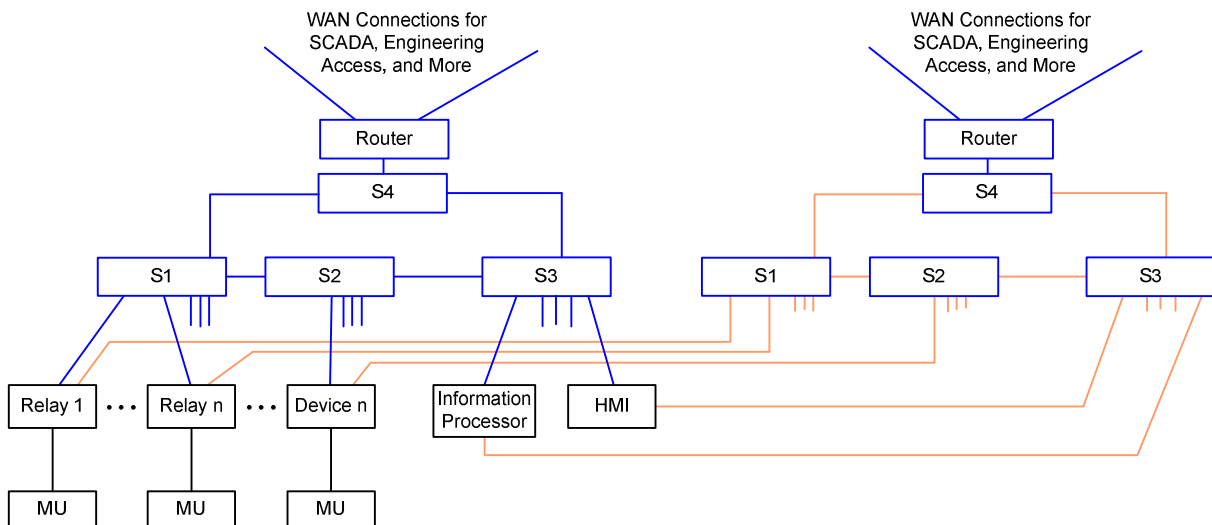 WAN Connections for
SCADA, Engineering
Access, and More
WAN Connections for
SCADA, Engineering
Access, and More
Router
Router
S4
S4
S1
S2
S3
S1
S2
S3
Relay 1
•••
Relay n
•••
Device n
Information
Processor
HMI
MU
MU
MU